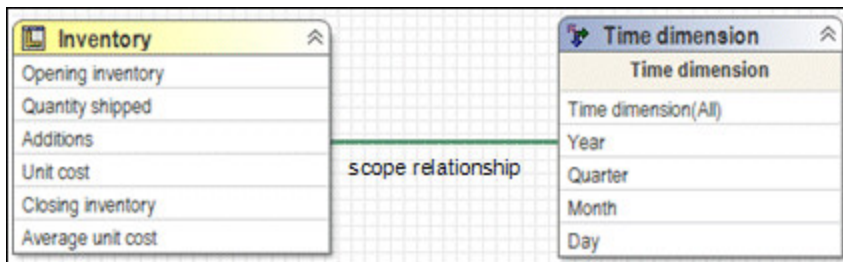 Inventory
Opening inventory
Quantity shipped
Additions
Unit cost
Closing inventory
Average unit cost
scope relationship
Time dimension
Time dimension
Time dimension(All)
Year
Quarter
Month
Day